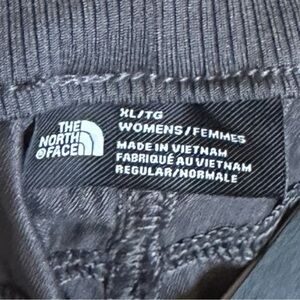 THE
NORTH
FACE
XL/TG
WOMENS/FEMMES
MADE IN VIETNAM
FABRIQUÉ AU VIETNAM
REGULAR/NORMALE